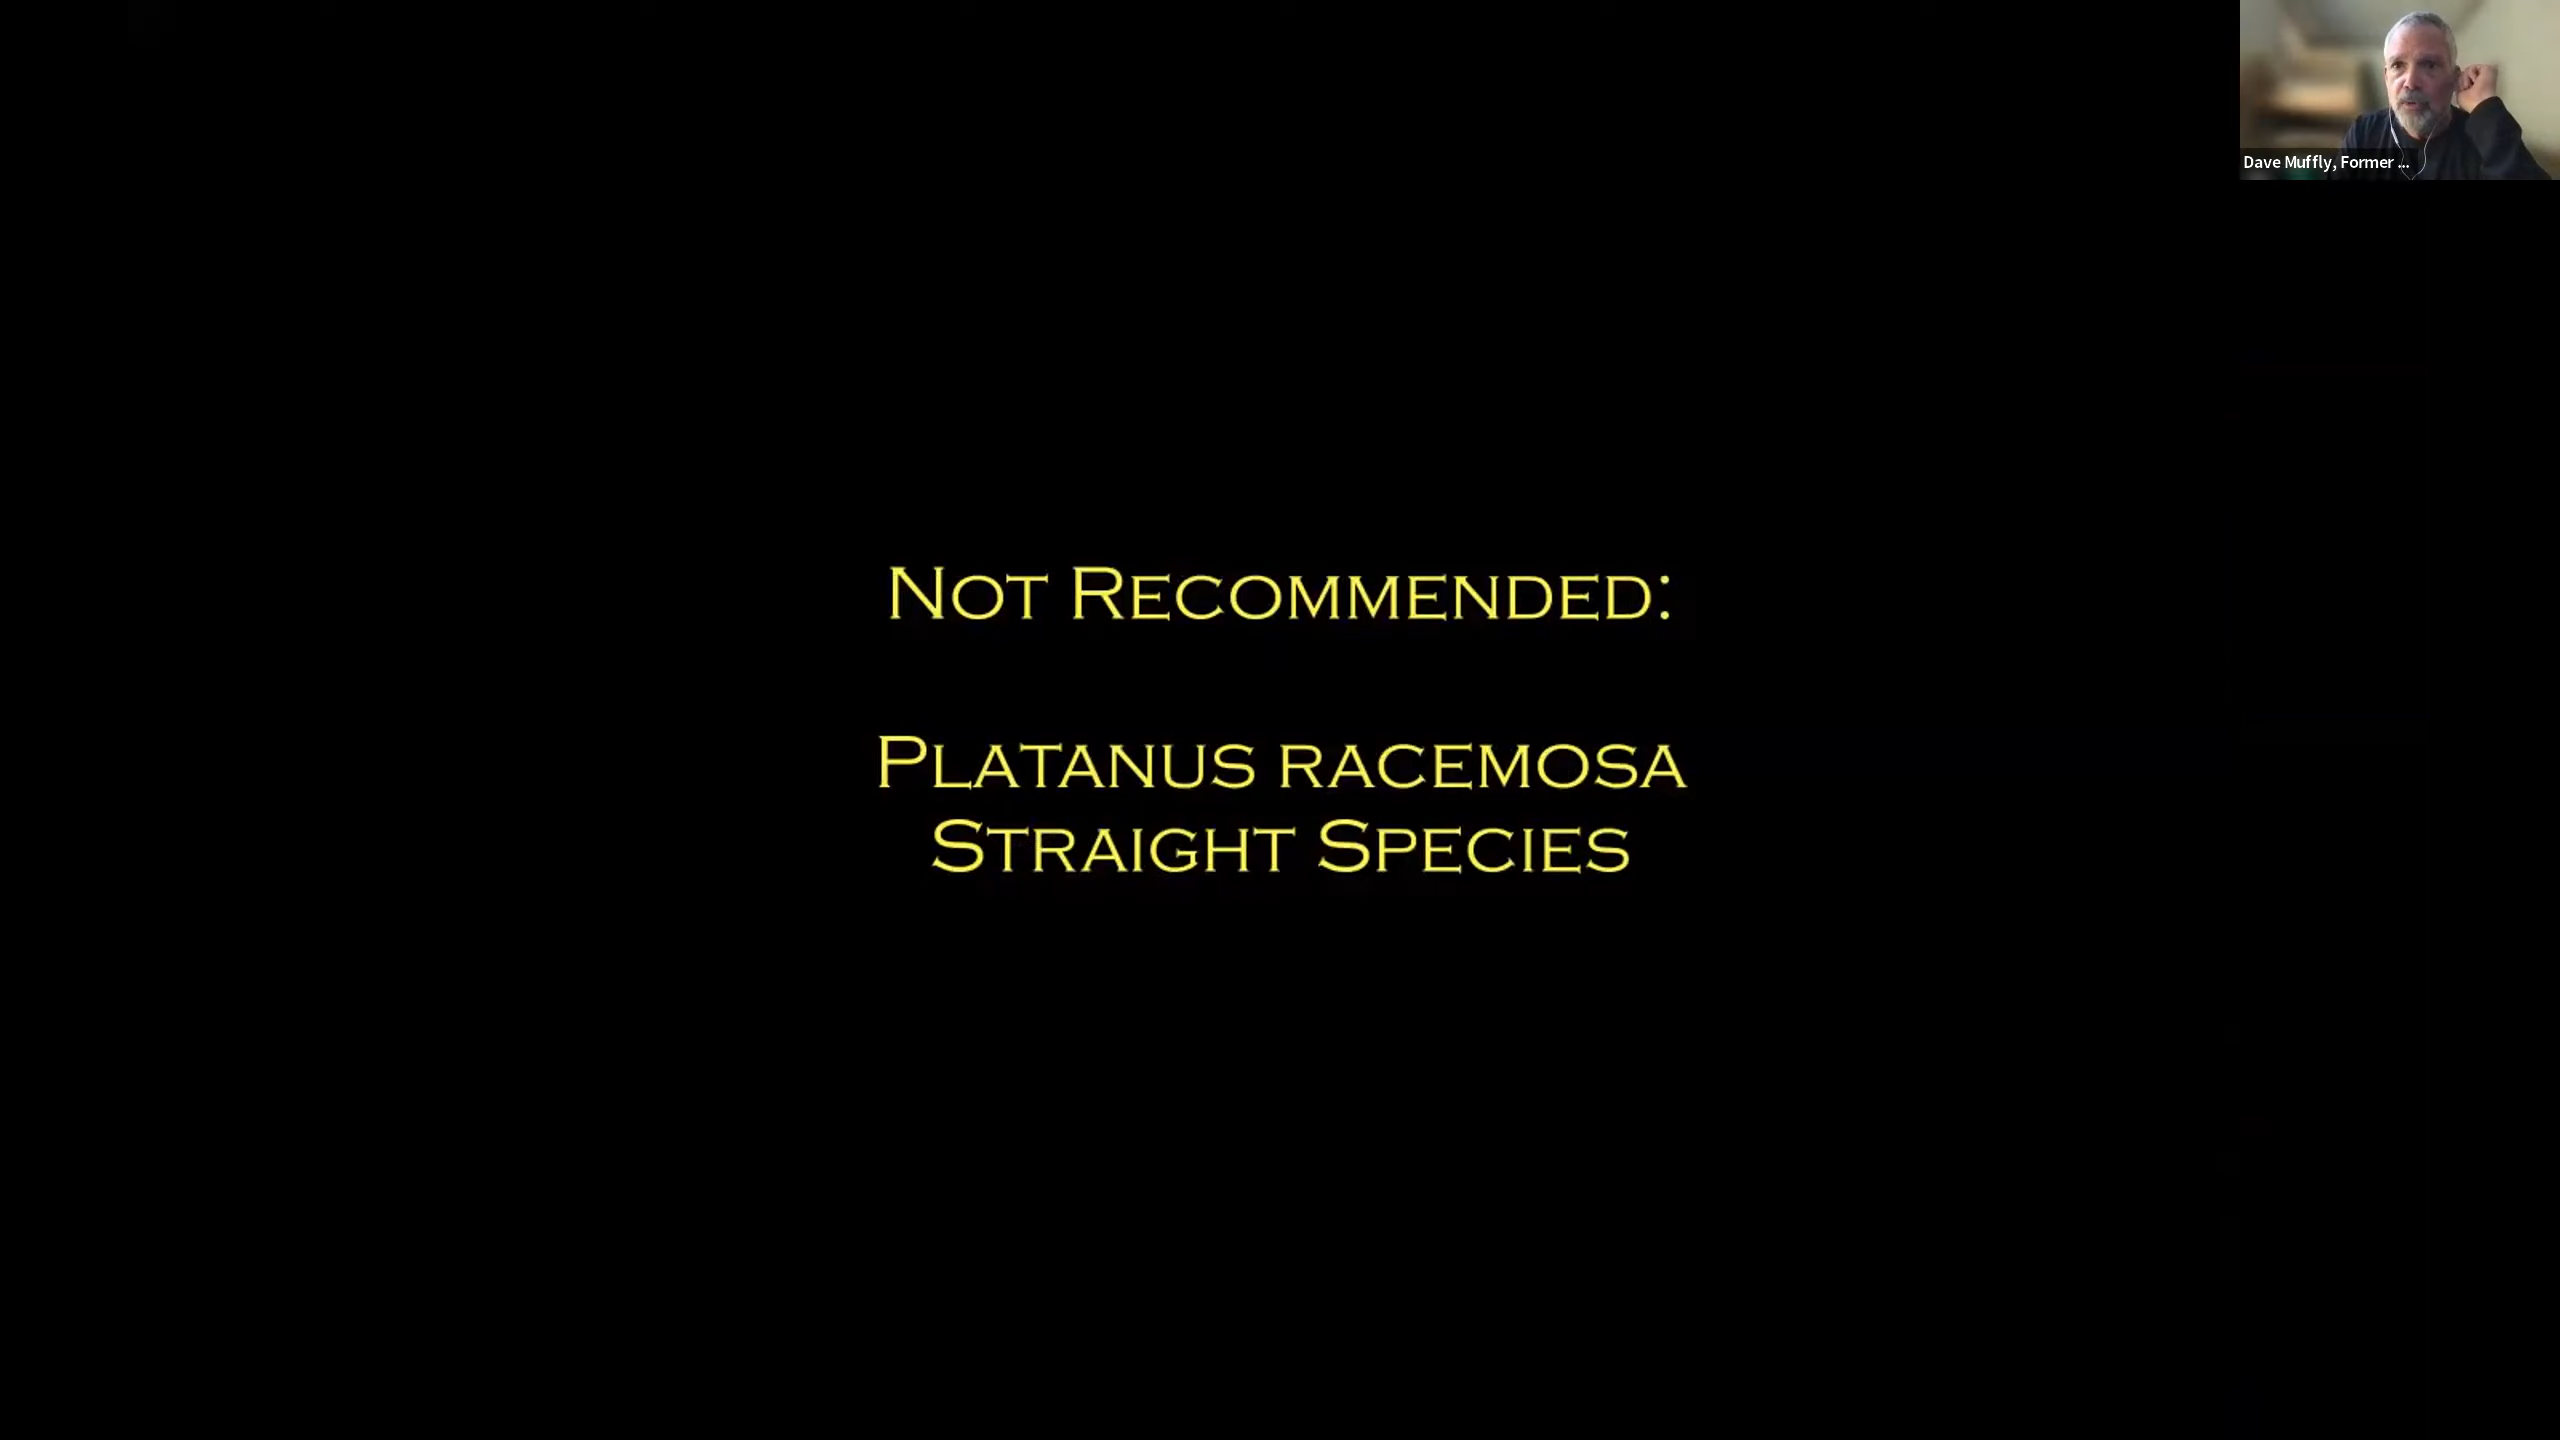 Dave Muffly, Former ...
Not Recommended:
Platanus racemosa
Straight Species